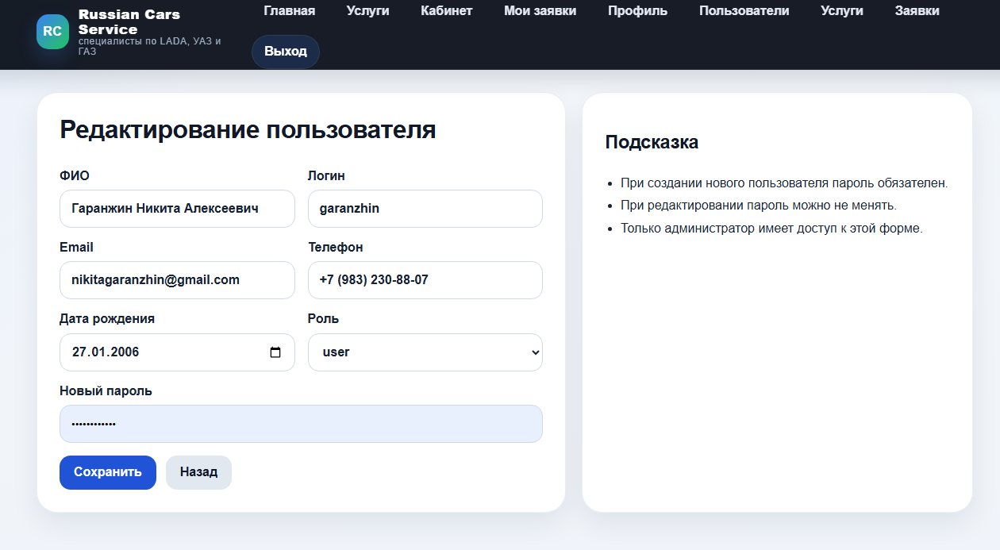 RC
Russian Cars
Service
специалисты по LADA, УАЗ и
ГАЗ
Главная Услуги Кабинет Мои заявки Профиль Пользователи Услуги Заявки
Выход
Редактирование пользователя
ФИО Логин
Гаранжин Никита Алексеевич garanzhin
Email Телефон
nikitagaranzhin@gmail.com +7 (983) 230-88-07
Дата рождения Роль
27.01.2006 user
Новый пароль
••••••••••••
Сохранить Назад
Подсказка
• При создании нового пользователя пароль обязателен.
• При редактировании пароль можно не менять.
• Только администратор имеет доступ к этой форме.